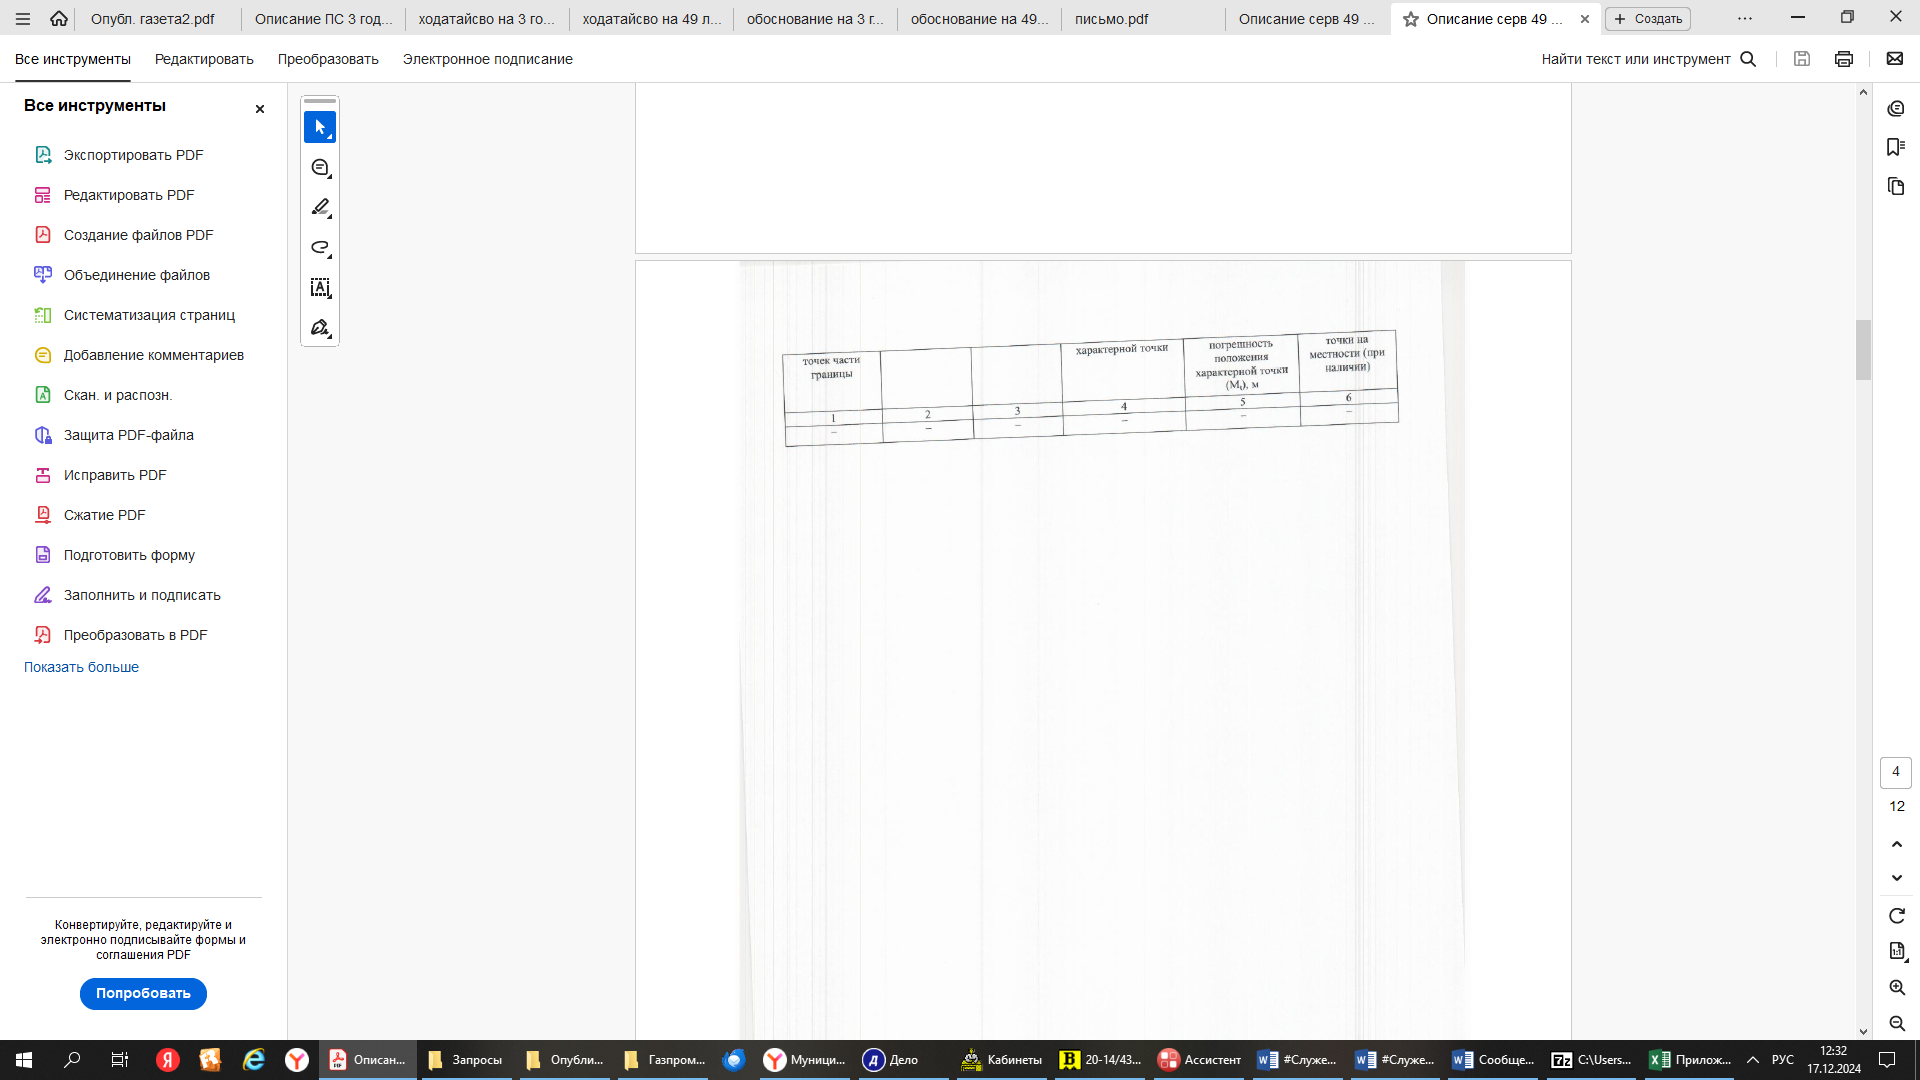 Опубл. газета2.pdf
Описание ПС 3 год...
ходатайсво на 3 го...
ходатайсво на 49 л...
обоснование на 3 г...
обоснование на 49...
письмо.pdf
Описание серв 49 ...
Описание серв 49 ...
Создать
Все инструменты
Редактировать
Преобразовать
Электронное подписание
Найти текст или инструмент
Все инструменты
Экспортировать PDF
Редактировать PDF
Создание файлов PDF
Объединение файлов
Систематизация страниц
Добавление комментариев
Скан. и распозн.
Защита PDF-файла
Исправить PDF
Сжатие PDF
Подготовить форму
Заполнить и подписать
Преобразовать в PDF
Показать больше
Конвертируйте, редактируйте и
электронно подписывайте формы и
соглашения PDF
Попробовать
точек части
границы
характерной точки
погрешность
положения
характерной точки
(Mt), м
точки на
местности (при
наличии)
1 2 3 4 5 6
– – – – – –
4
12
Описан...
Запросы
Опубли...
Газпром...
Муници...
Дело
Кабинеты
20-14/43...
Ассистент
#Служе...
#Служе...
Сообще...
C:\Users...
Прилож...
РУС
12:32
17.12.2024